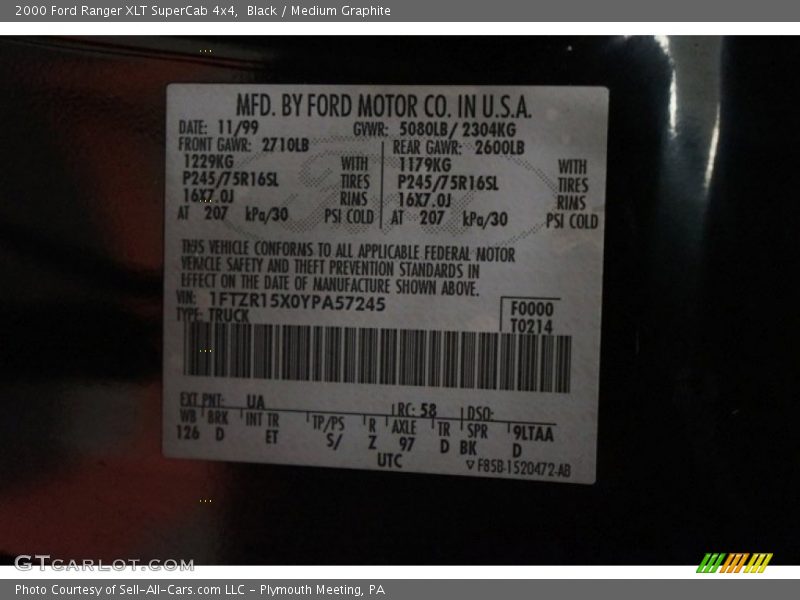 2000 Ford Ranger XLT SuperCab 4x4, Black / Medium Graphite
MFD. BY FORD MOTOR CO. IN U.S.A.
DATE: 11/99 GVWR: 5080LB/ 2304KG
FRONT GAWR: 2710LB REAR GAWR: 2600LB
1229KG WITH 1179KG WITH
P245/75R16SL TIRES P245/75R16SL TIRES
16X7.0J RIMS 16X7.0J RIMS
AT 207 kPa/30 PSI COLD AT 207 kPa/30 PSI COLD
THIS VEHICLE CONFORMS TO ALL APPLICABLE FEDERAL MOTOR
VEHICLE SAFETY AND THEFT PREVENTION STANDARDS IN
EFFECT ON THE DATE OF MANUFACTURE SHOWN ABOVE.
VIN: 1FTZR15X0YPA57245 F0000
TYPE: TRUCK T0214
EXT PNT: UA RC: 58 DSO:
WB BRK INT TR TP/PS R AXLE TR SPR 9LTAA
126 D ET S/ Z 97 D BK D
UTC ▽ F85B-1520472-AB
GTCARLOT.COM
Photo Courtesy of Sell-All-Cars.com LLC - Plymouth Meeting, PA